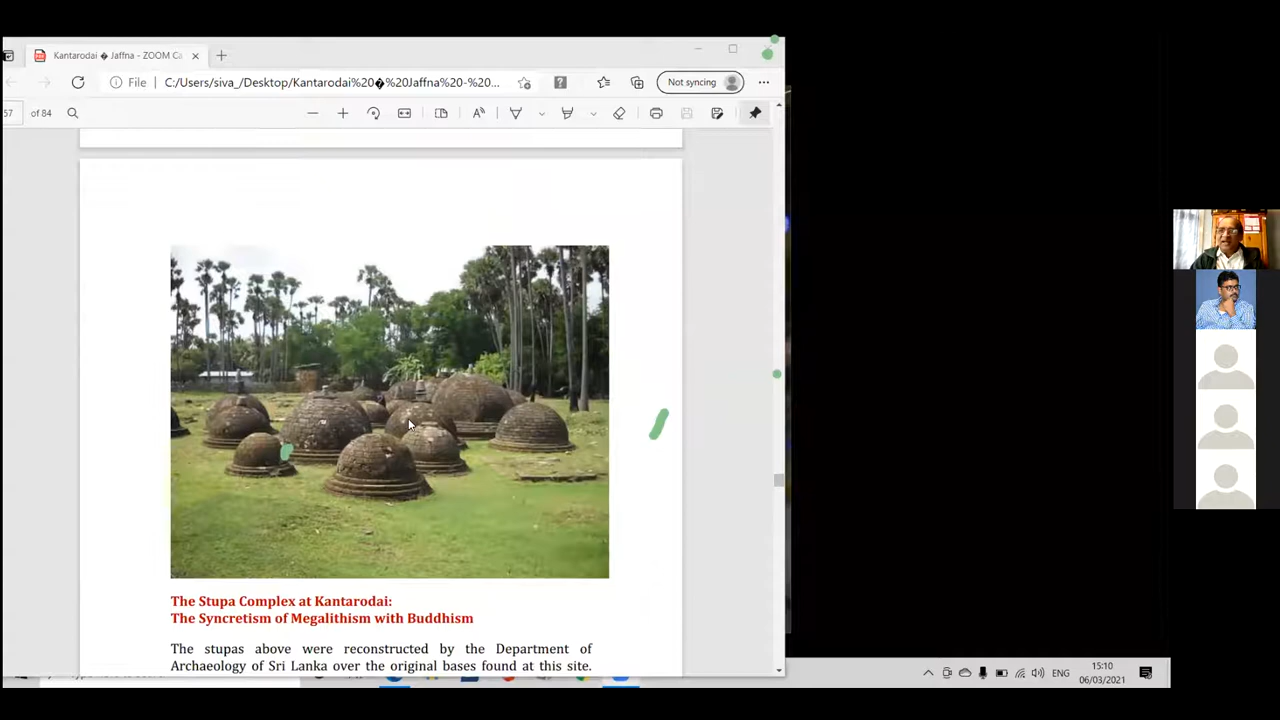 Kantarodai � Jaffna - ZOOM Ca
File
C:/Users/siva_/Desktop/Kantarodai%20�%20Jaffna%20-%20...
Not syncing
57 of 84
The Stupa Complex at Kantarodai:
The Syncretism of Megalithism with Buddhism
The stupas above were reconstructed by the Department of
Archaeology of Sri Lanka over the original bases found at this site.
ENG
15:10
06/03/2021